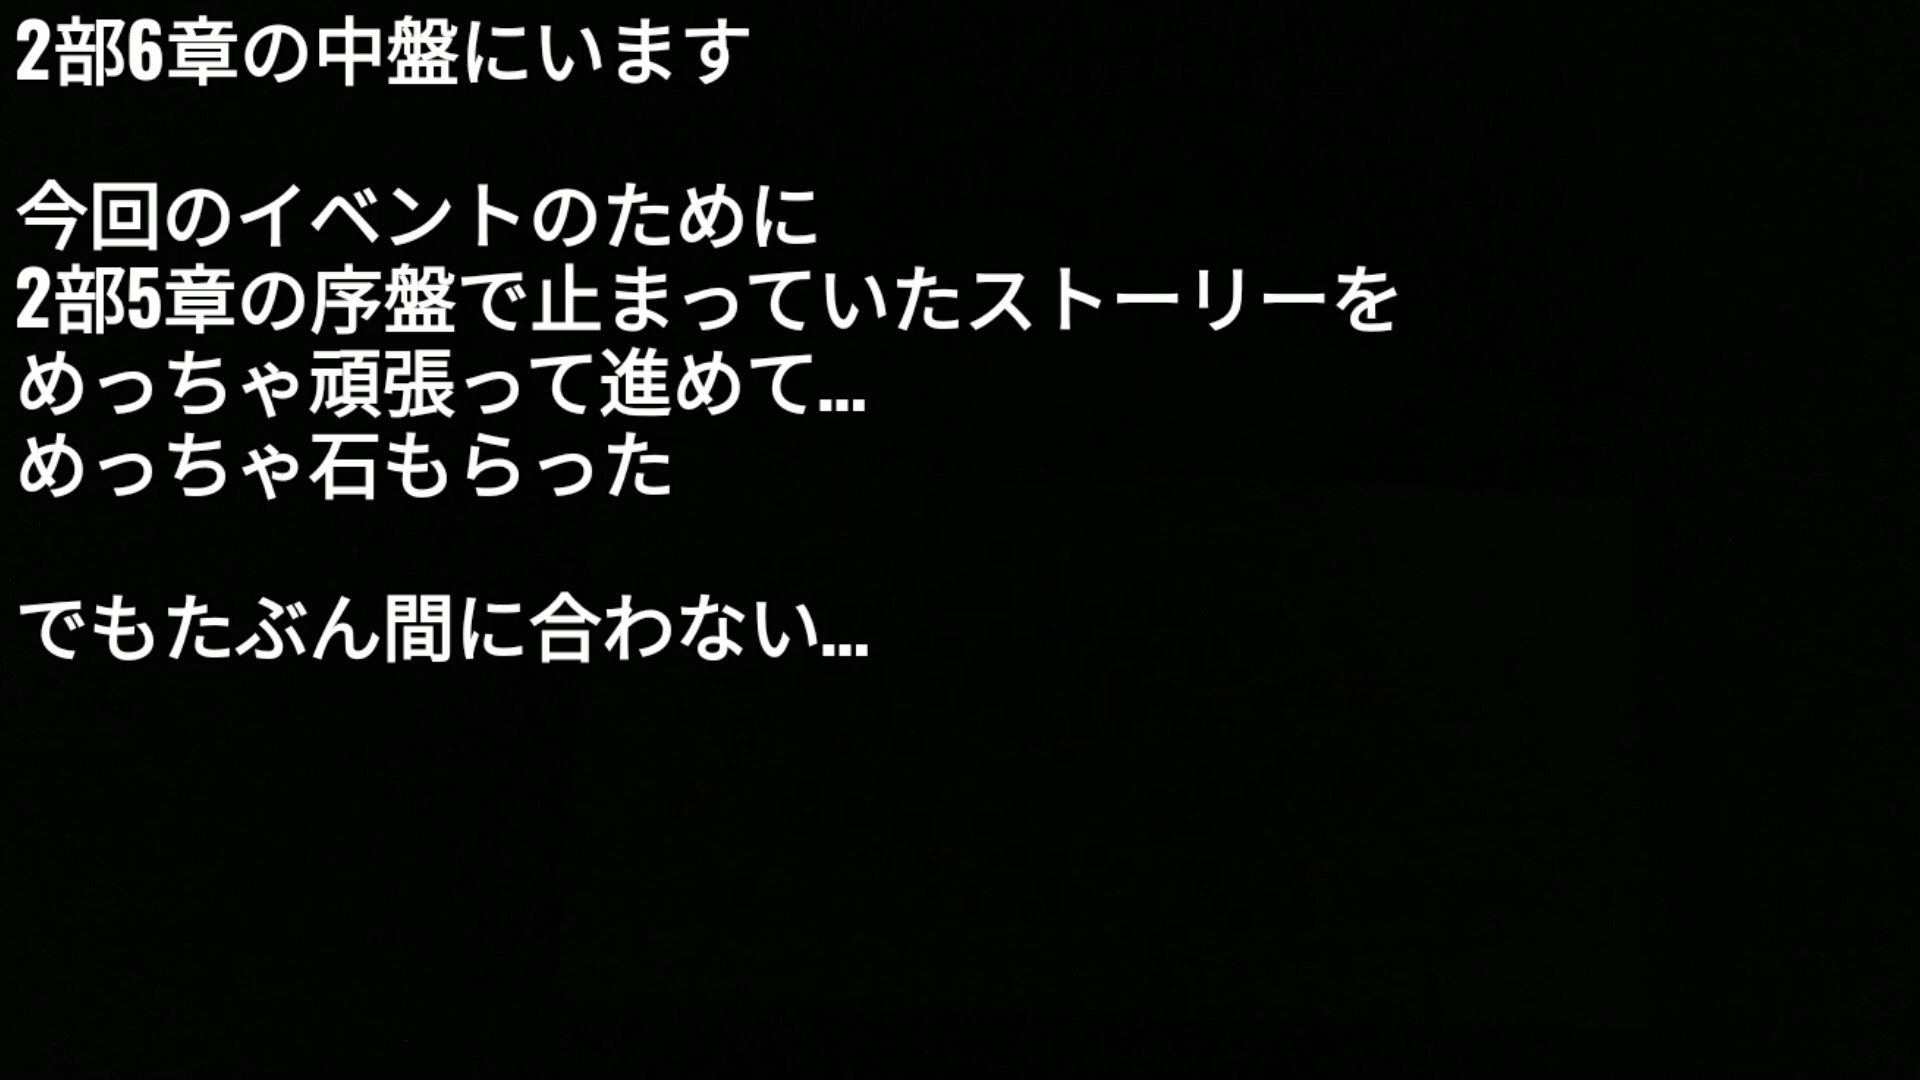 2部6章の中盤にいます
今回のイベントのために
2部5章の序盤で止まっていたストーリーを
めっちゃ頑張って進めて...
めっちゃ石もらった
でもたぶん間に合わない...